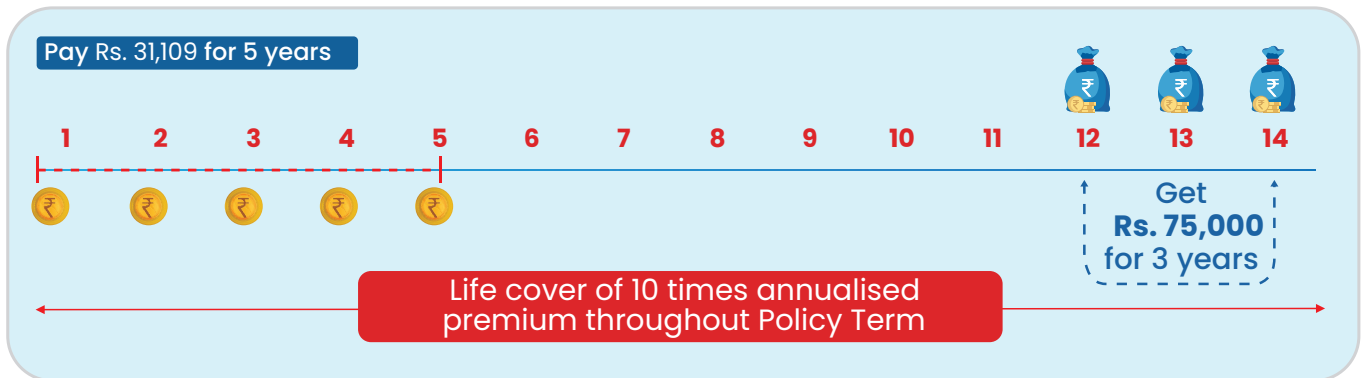 Pay Rs. 31,109 for 5 years
1 2 3 4 5 6 7 8 9 10 11 12 13 14
Get
Rs. 75,000
for 3 years
Life cover of 10 times annualised
premium throughout Policy Term